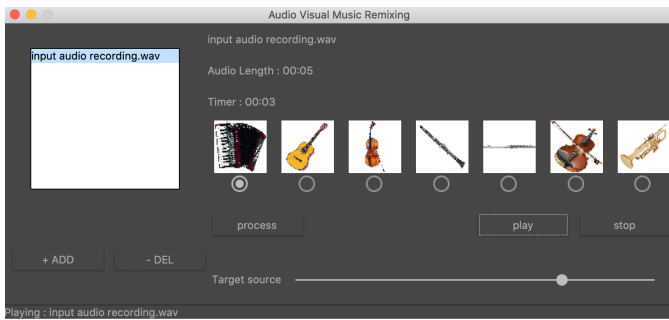 Audio Visual Music Remixing
input audio recording.wav
input audio recording.wav
Audio Length : 00:05
Timer : 00:03
process
play
stop
+ ADD
- DEL
Target source
Playing : input audio recording.wav